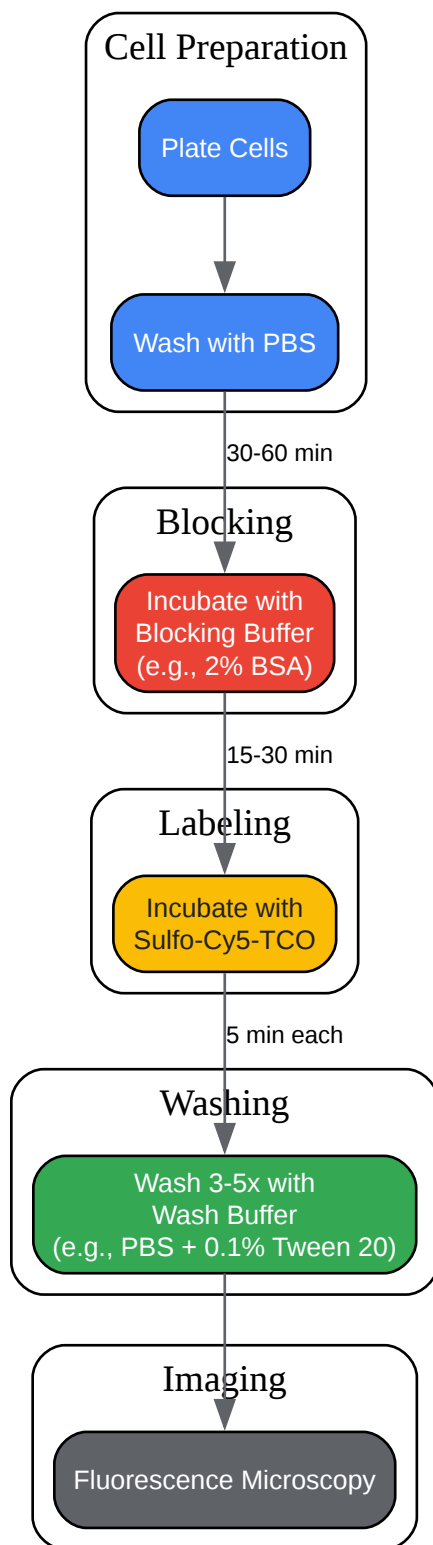 Cell Preparation
Plate Cells
Wash with PBS
30-60 min
Blocking
Incubate with
Blocking Buffer
(e.g., 2% BSA)
15-30 min
Labeling
Incubate with
Sulfo-Cy5-TCO
5 min each
Washing
Wash 3-5x with
Wash Buffer
(e.g., PBS + 0.1% Tween 20)
Imaging
Fluorescence Microscopy